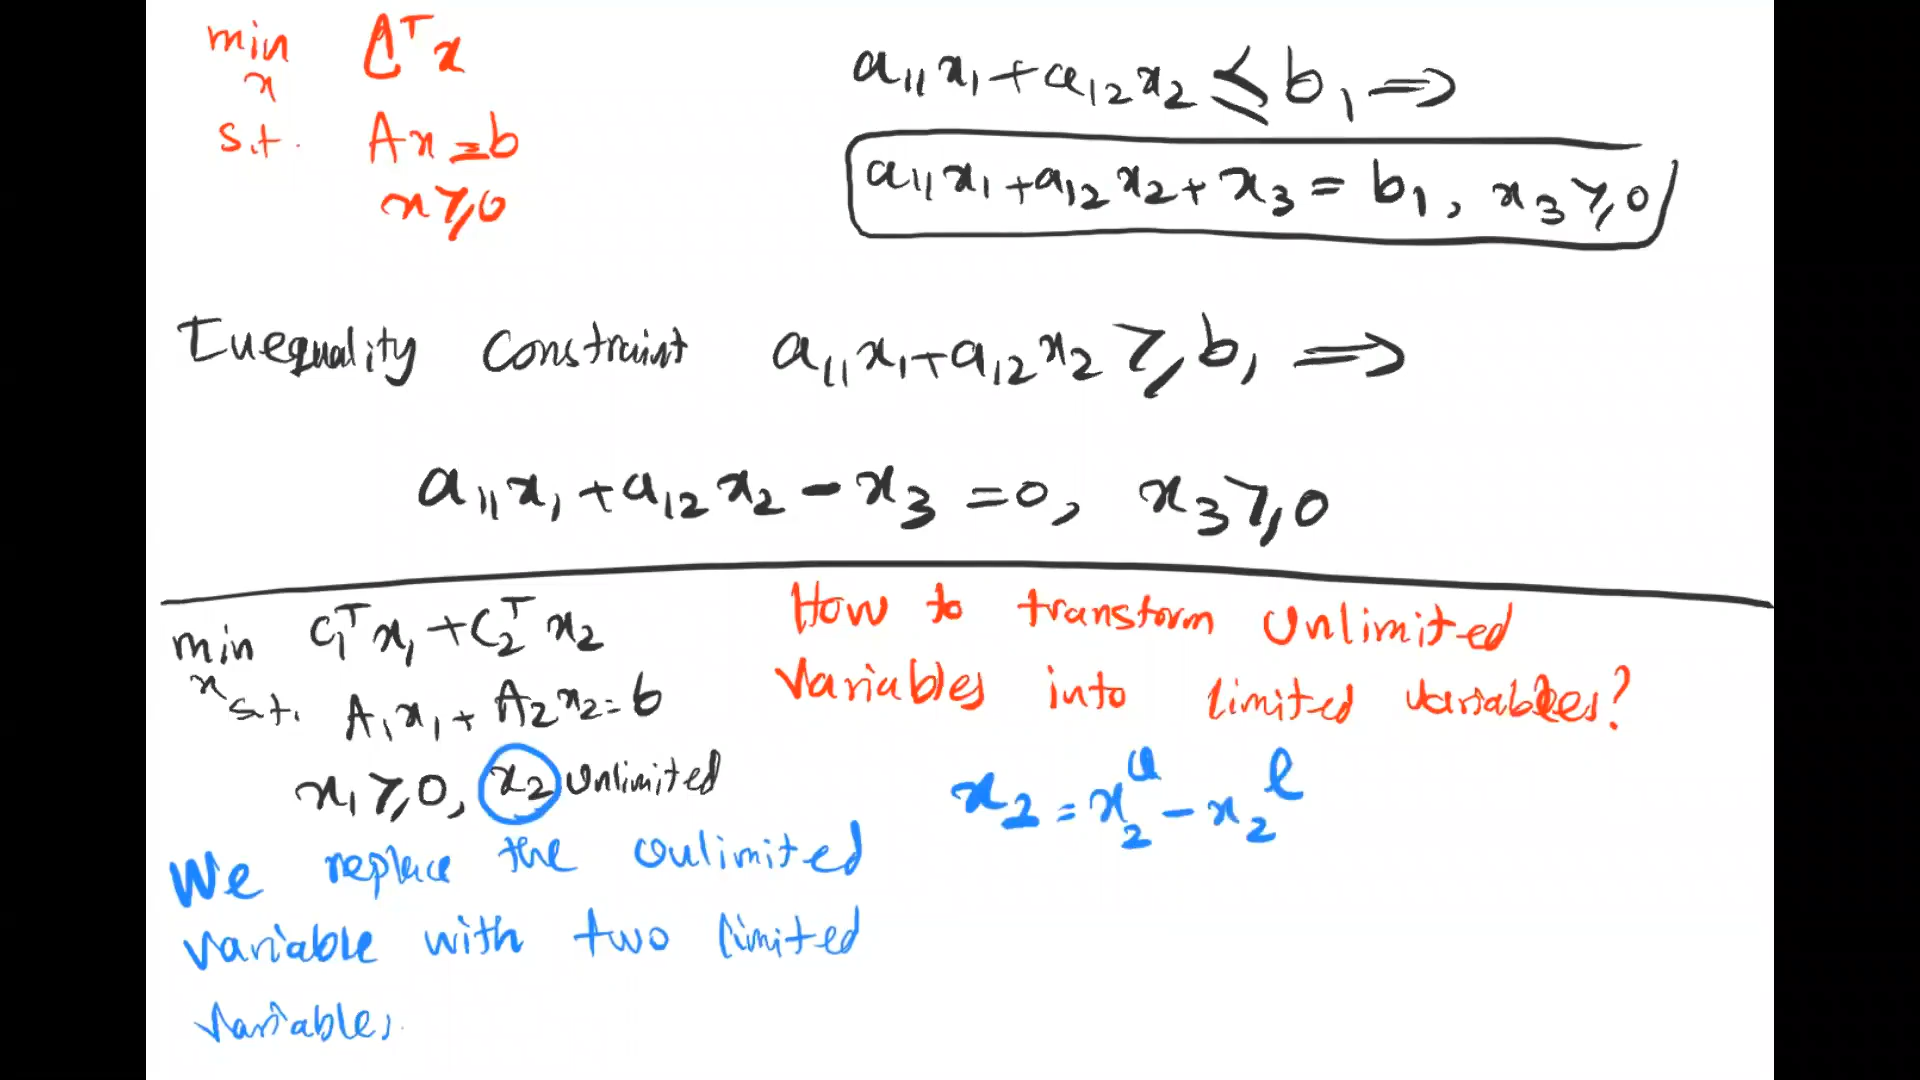 min C^T x
x
s.t. Ax = b
x ≥ 0
a₁₁x₁ + a₁₂x₂ ≤ b₁ ⇒
a₁₁x₁ + a₁₂x₂ + x₃ = b₁, x₃ ≥ 0
Inequality Constraint a₁₁x₁ + a₁₂x₂ ≥ b₁ ⇒
a₁₁x₁ + a₁₂x₂ - x₃ = 0, x₃ ≥ 0
min C₁^T x₁ + C₂^T x₂
x
s.t. A₁x₁ + A₂x₂ = b
x₁ ≥ 0, x₂ unlimited
How to transform Unlimited
Variables into limited variables?
x₂ = x₂^u - x₂^l
We replace the unlimited
variable with two limited
variables.